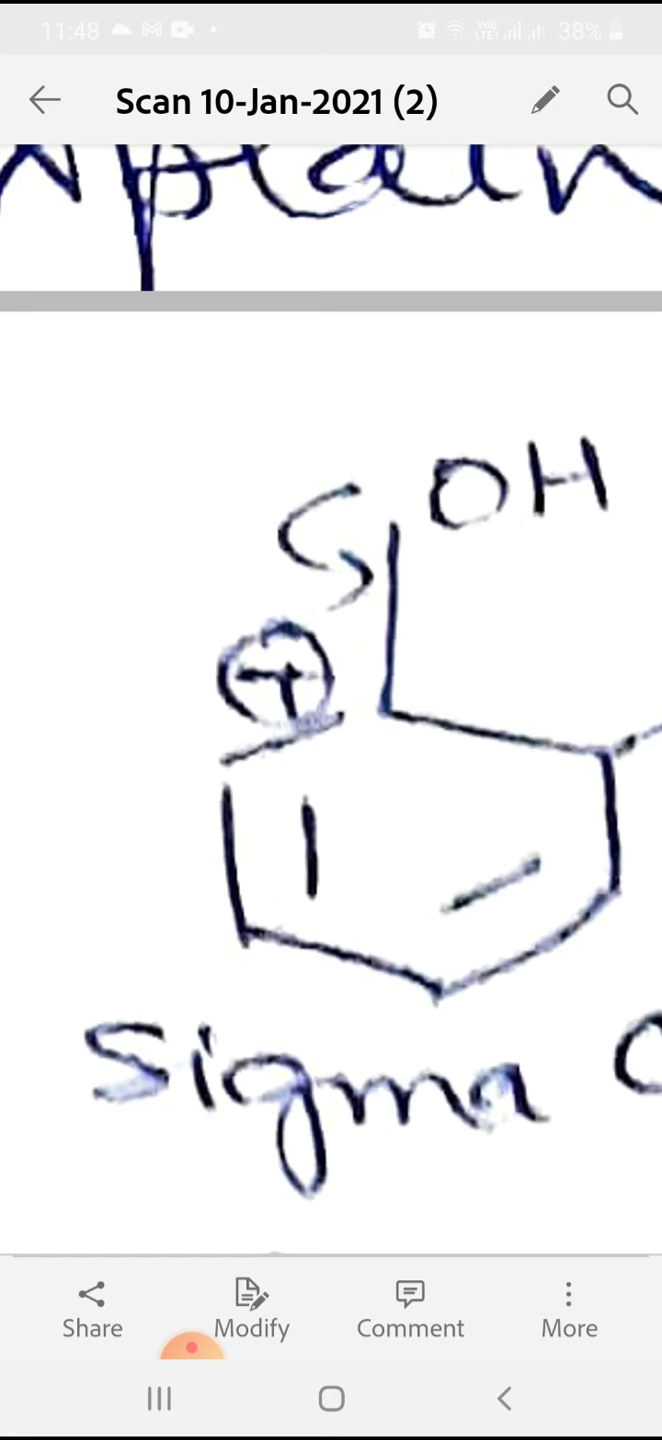 11:48 38%
Scan 10-Jan-2021 (2)
OH
+
Sigma
Share Modify Comment More